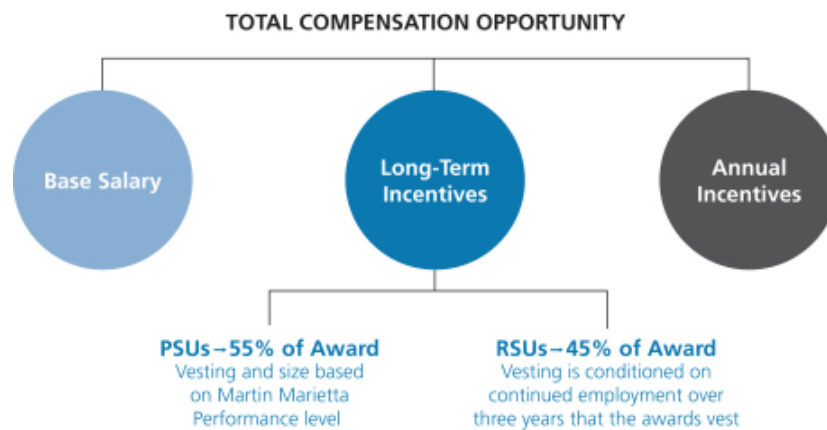 TOTAL COMPENSATION OPPORTUNITY
Base Salary
Long-Term
Incentives
Annual
Incentives
PSUs→55% of Award
Vesting and size based
on Martin Marietta
Performance level
RSUs→45% of Award
Vesting is conditioned on
continued employment over
three years that the awards vest